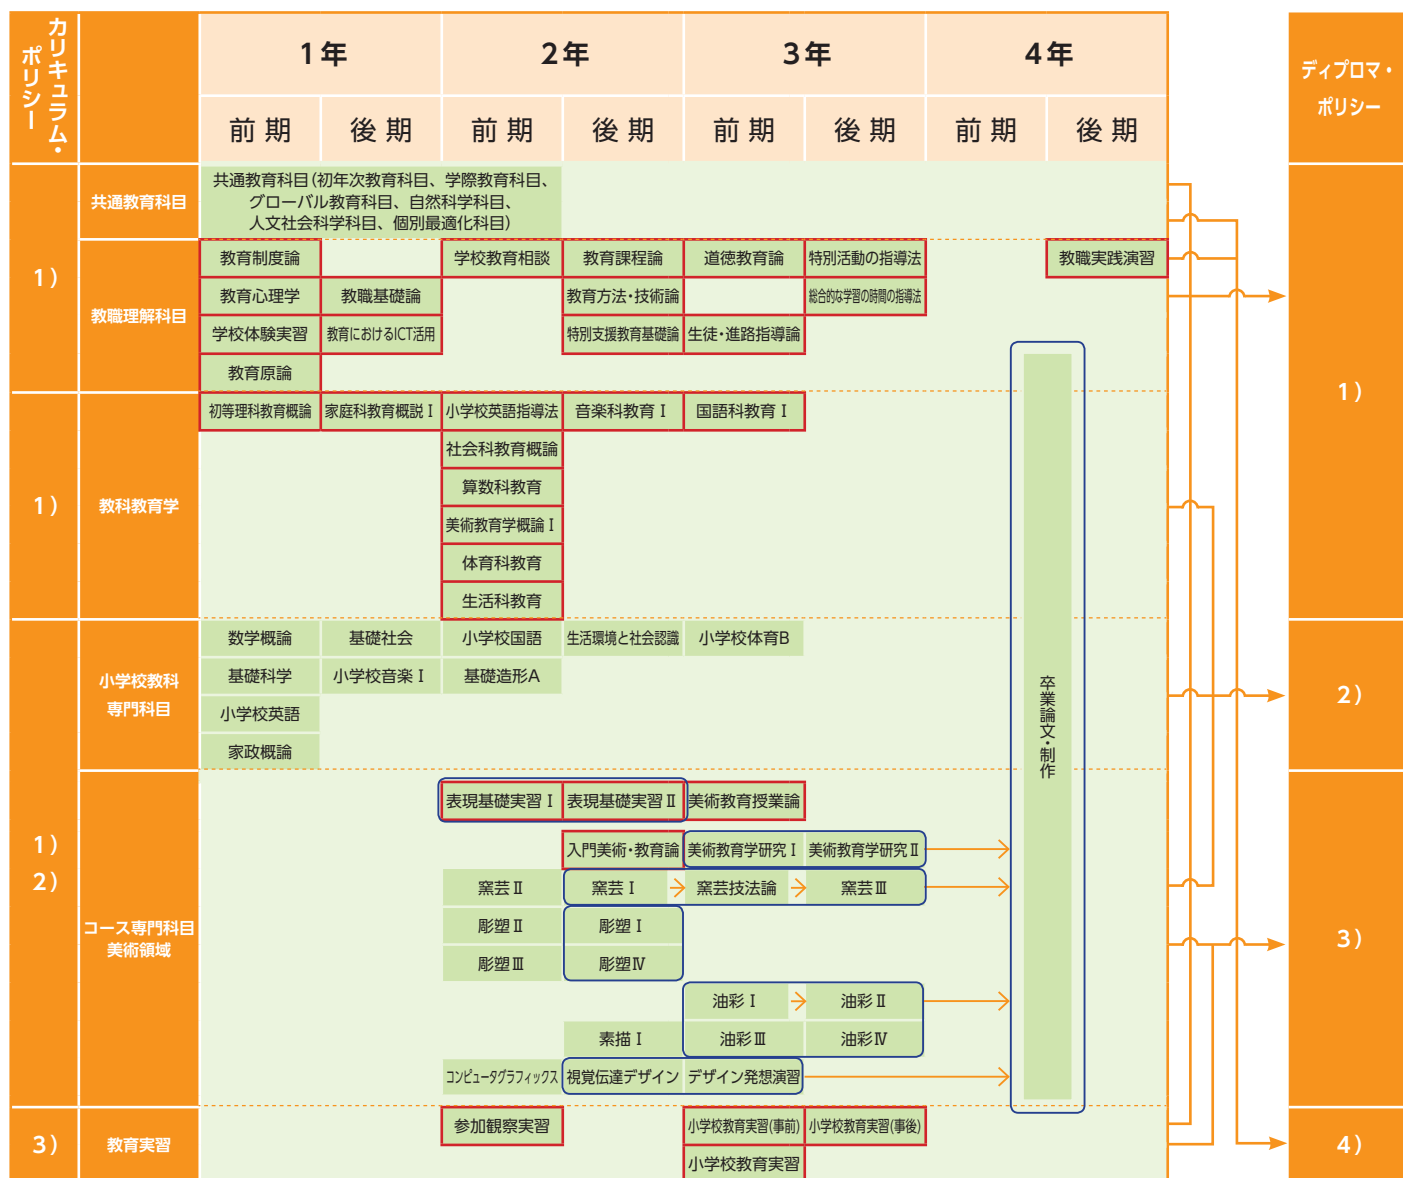 カリキュラム・
ポリシー
1年
2年
3年
4年
ディプロマ・
ポリシー
前期
後期
前期
後期
前期
後期
前期
後期
1）
共通教育科目
共通教育科目（初年次教育科目、学際教育科目、
グローバル教育科目、自然科学科目、
人文社会科学科目、個別最適化科目）
教職理解科目
教育制度論
学校教育相談
教育課程論
道徳教育論
特別活動の指導法
教職実践演習
教育心理学
教職基礎論
教育方法・技術論
総合的な学習の時間の指導法
学校体験実習
教育におけるICT活用
特別支援教育基礎論
生徒・進路指導論
教育原論
1）
1）
教科教育学
初等理科教育概論
家庭科教育概説Ⅰ
小学校英語指導法
音楽科教育Ⅰ
国語科教育Ⅰ
社会科教育概論
算数科教育
美術教育学概論Ⅰ
体育科教育
生活科教育
小学校教科
専門科目
数学概論
基礎社会
小学校国語
生活環境と社会認識
小学校体育B
基礎科学
小学校音楽Ⅰ
基礎造形A
小学校英語
家政概論
卒業論文・制作
2）
1）
2）
コース専門科目
美術領域
表現基礎実習Ⅰ
表現基礎実習Ⅱ
美術教育授業論
入門美術・教育論
美術教育学研究Ⅰ
美術教育学研究Ⅱ
窯芸Ⅱ
窯芸Ⅰ
窯芸技法論
窯芸Ⅲ
彫塑Ⅱ
彫塑Ⅰ
彫塑Ⅲ
彫塑Ⅳ
油彩Ⅰ
油彩Ⅱ
素描Ⅰ
油彩Ⅲ
油彩Ⅳ
コンピュータグラフィックス
視覚伝達デザイン
デザイン発想演習
3）
3）
教育実習
参加観察実習
小学校教育実習(事前)
小学校教育実習(事後)
小学校教育実習
4）